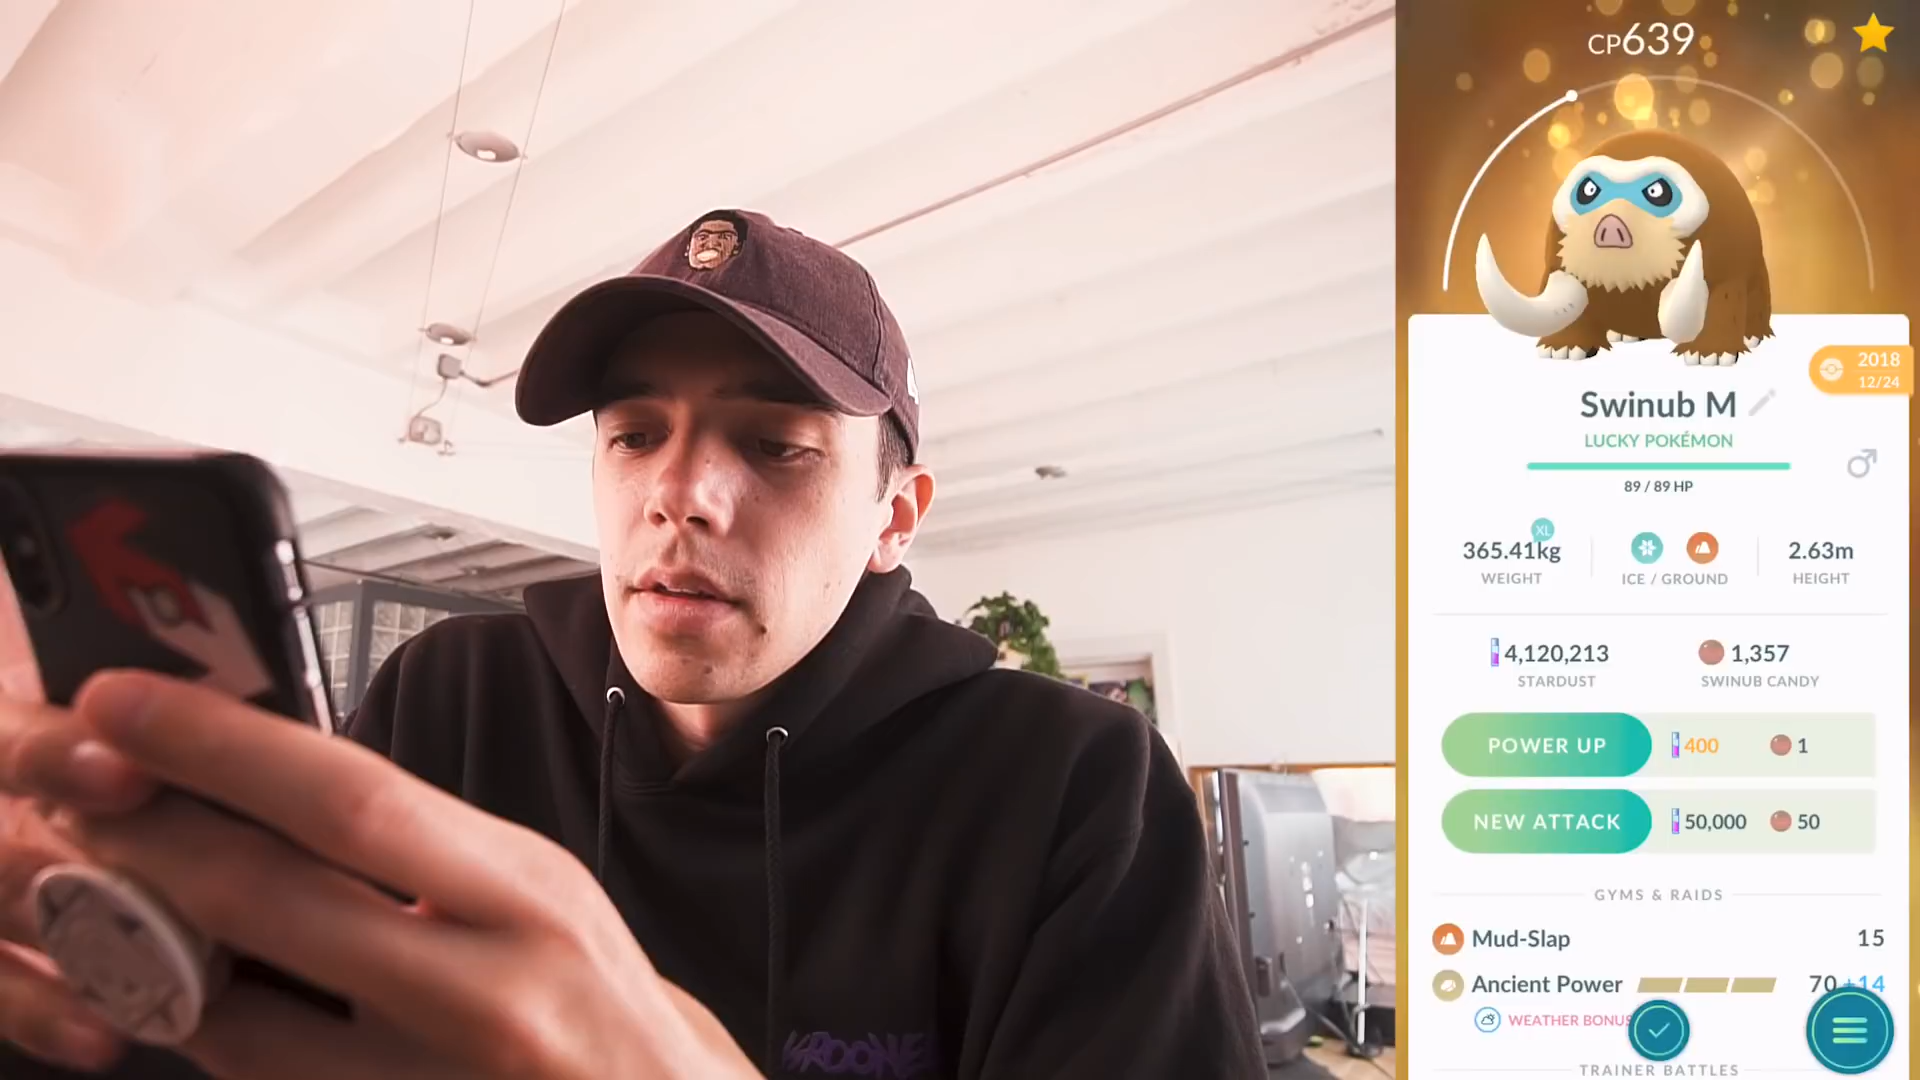 CP639
2018
12/24
Swinub M
LUCKY POKÉMON
89 / 89 HP
XL
365.41kg
WEIGHT
ICE / GROUND
2.63m
HEIGHT
4,120,213
STARDUST
1,357
SWINUB CANDY
POWER UP
400
1
NEW ATTACK
50,000
50
GYMS & RAIDS
Mud-Slap
15
Ancient Power
70 +14
WEATHER BONUS
TRAINER BATTLES